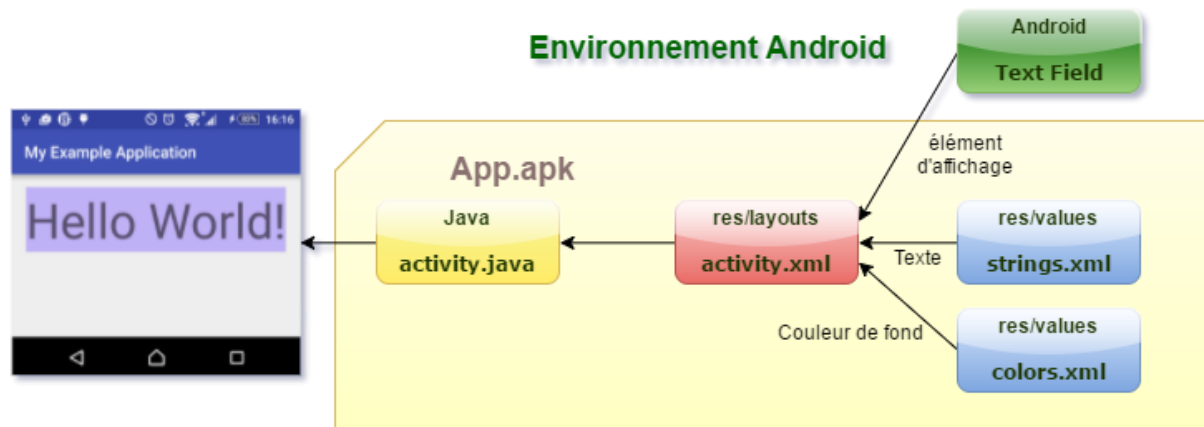 Environnement Android
Android
Text Field
16:16
My Example Application
Hello World!
App.apk
élément
d'affichage
Java
activity.java
res/layouts
activity.xml
Texte
res/values
strings.xml
Couleur de fond
res/values
colors.xml